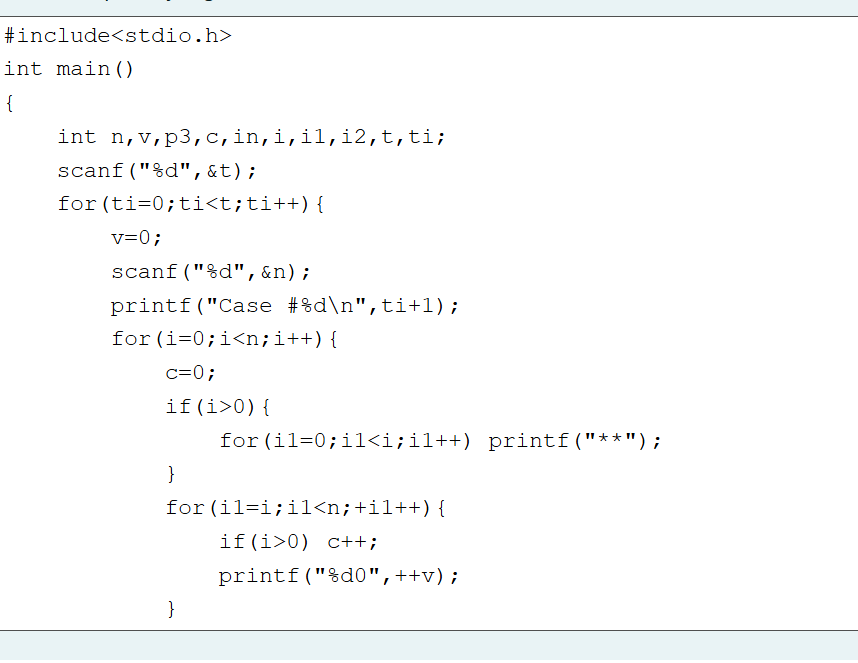 #include<stdio.h>
int main()
{
    int n,v,p3,c,in,i,i1,i2,t,ti;
    scanf("%d",&t);
    for(ti=0;ti<t;ti++){
        v=0;
        scanf("%d",&n);
        printf("Case #%d\n",ti+1);
        for(i=0;i<n;i++){
            c=0;
            if(i>0){
                for(i1=0;i1<i;i1++) printf("**");
            }
            for(i1=i;i1<n;+i1++){
                if(i>0) c++;
                printf("%d0",++v);
            }